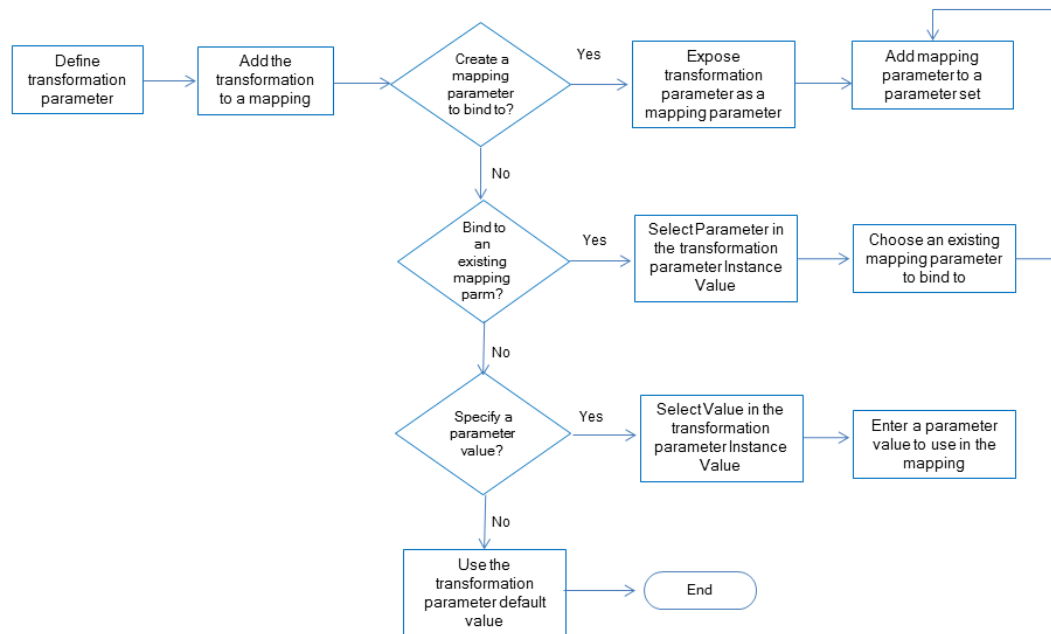 Define
transformation
parameter
Add the
transformation
to a mapping
Create a
mapping
parameter
to bind to?
Yes
Expose
transformation
parameter as a
mapping parameter
Add mapping
parameter to a
parameter set
No
Bind to
an
existing
mapping
parm?
Yes
Select Parameter in
the transformation
parameter Instance
Value
Choose an existing
mapping parameter
to bind to
No
Specify a
parameter
value?
Yes
Select Value in the
transformation
parameter Instance
Value
Enter a parameter
value to use in the
mapping
No
Use the
transformation
parameter default
value
End